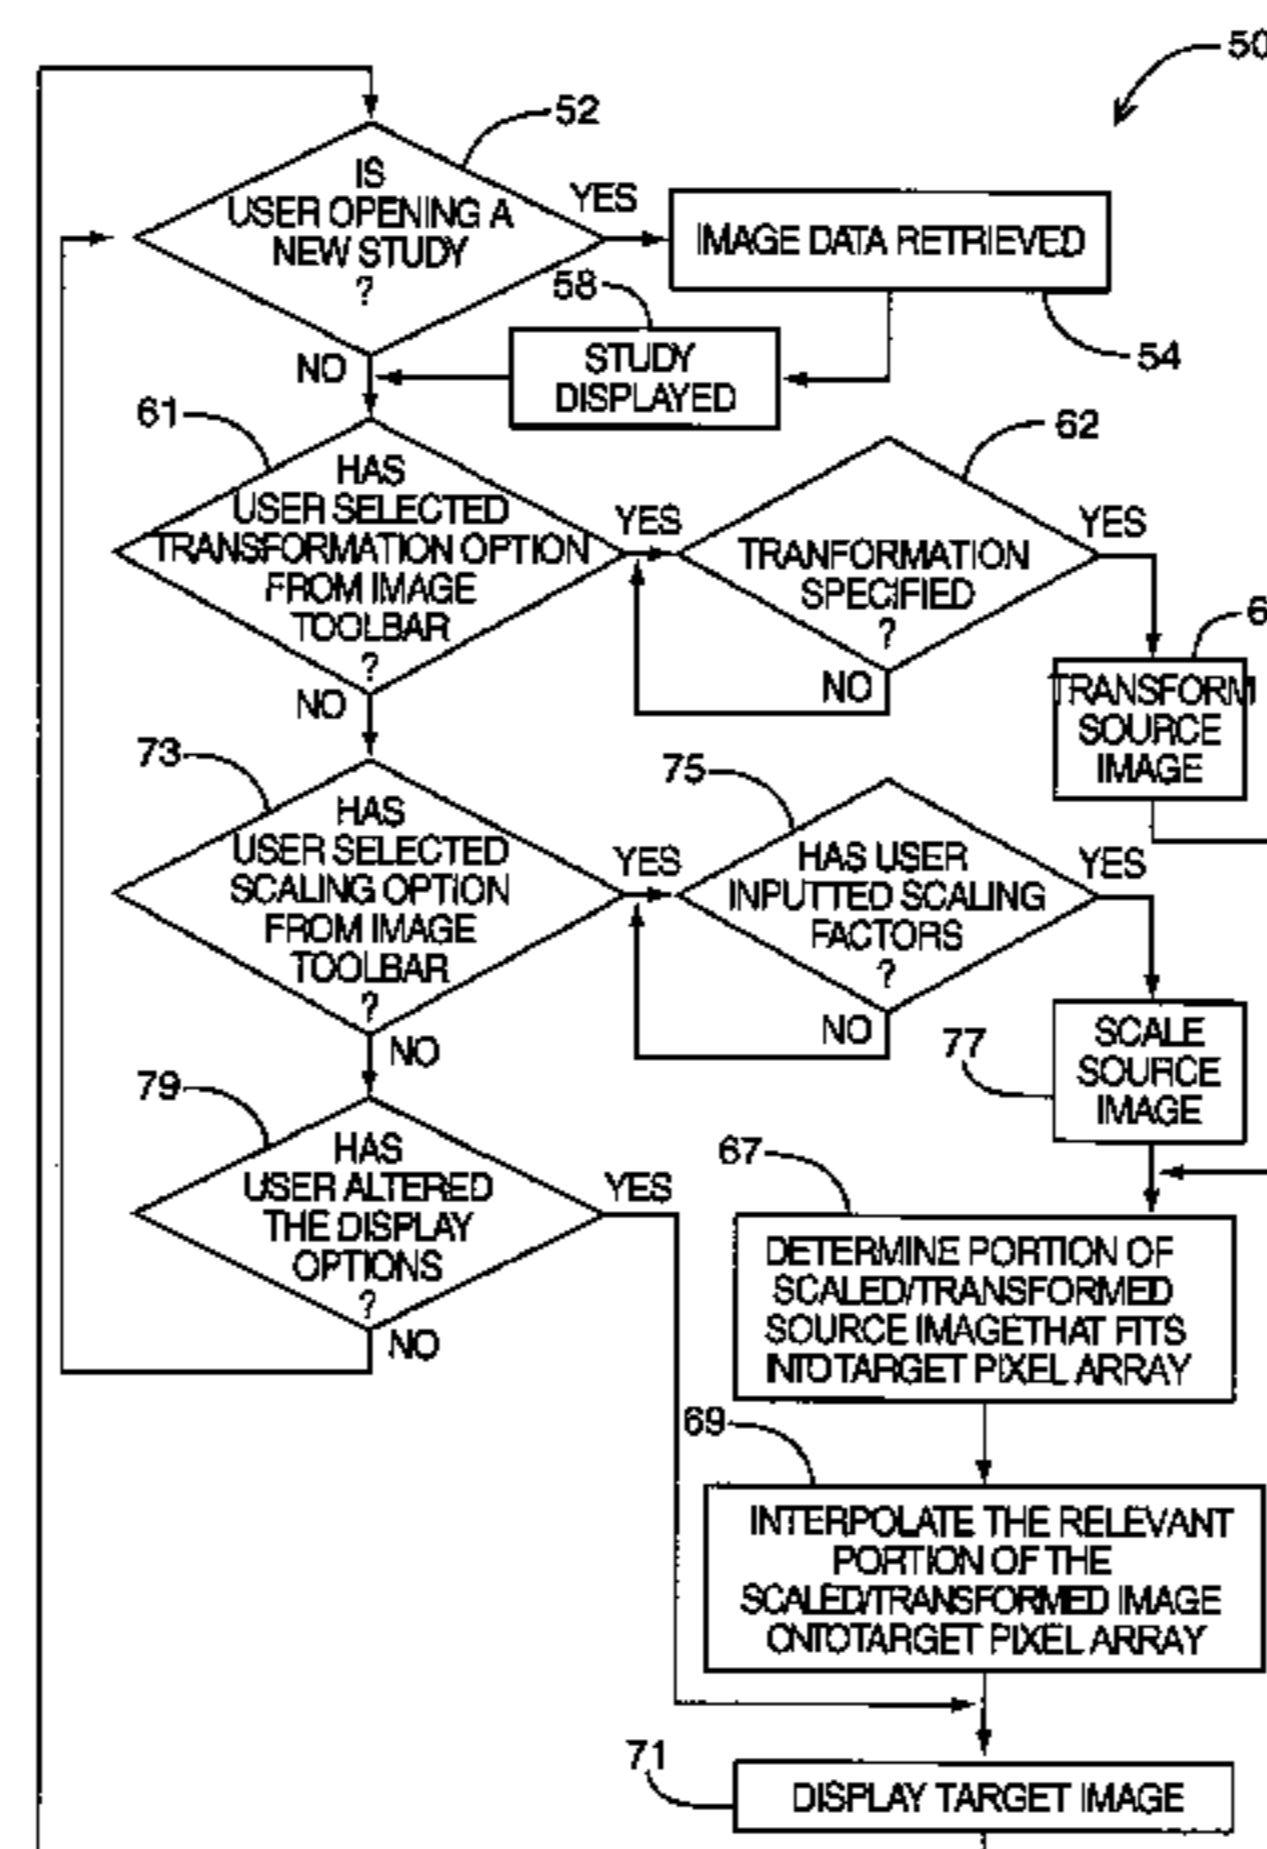 50
52
IS
USER OPENING A
NEW STUDY
?
YES
IMAGE DATA RETRIEVED
54
58
STUDY
DISPLAYED
NO
61
HAS
USER SELECTED
TRANSFORMATION OPTION
FROM IMAGE
TOOLBAR
?
YES
62
TRANFORMATION
SPECIFIED
?
YES
NO
NO
6
TRANSFORM
SOURCE
IMAGE
73
HAS
USER SELECTED
SCALING OPTION
FROM IMAGE
TOOLBAR
?
YES
75
HAS USER
INPUTTED SCALING
FACTORS
?
YES
NO
NO
77
SCALE
SOURCE
IMAGE
79
HAS
USER ALTERED
THE DISPLAY
OPTIONS
?
YES
NO
67
DETERMINE PORTION OF
SCALED/TRANSFORMED
SOURCE IMAGETHAT FITS
INTOTARGET PIXEL ARRAY
69
INTERPOLATE THE RELEVANT
PORTION OF THE
SCALED/TRANSFORMED IMAGE
ONTOTARGET PIXEL ARRAY
71
DISPLAY TARGET IMAGE